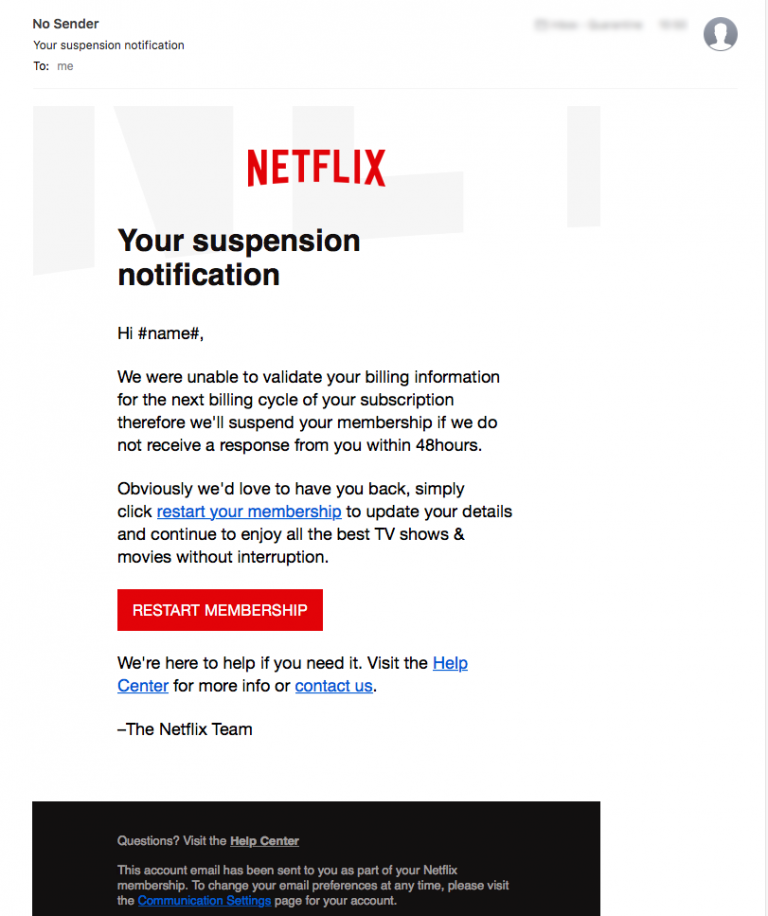 No Sender
Your suspension notification
To: me
NETFLIX
Your suspension
notification
Hi #name#,
We were unable to validate your billing information
for the next billing cycle of your subscription
therefore we'll suspend your membership if we do
not receive a response from you within 48hours.
Obviously we'd love to have you back, simply
click restart your membership to update your details
and continue to enjoy all the best TV shows &
movies without interruption.
RESTART MEMBERSHIP
We're here to help if you need it. Visit the Help
Center for more info or contact us.
–The Netflix Team
Questions? Visit the Help Center
This account email has been sent to you as part of your Netflix
membership. To change your email preferences at any time, please visit
the Communication Settings page for your account.